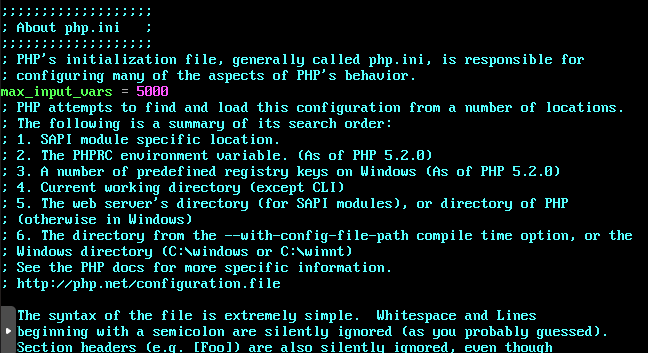 ;;;;;;;;;;;;;;;;;;;
; About php.ini   ;
;;;;;;;;;;;;;;;;;;;
; PHP's initialization file, generally called php.ini, is responsible for
; configuring many of the aspects of PHP's behavior.
max_input_vars = 5000
; PHP attempts to find and load this configuration from a number of locations.
; The following is a summary of its search order:
; 1. SAPI module specific location.
; 2. The PHPRC environment variable. (As of PHP 5.2.0)
; 3. A number of predefined registry keys on Windows (As of PHP 5.2.0)
; 4. Current working directory (except CLI)
; 5. The web server's directory (for SAPI modules), or directory of PHP
; (otherwise in Windows)
; 6. The directory from the --with-config-file-path compile time option, or the
; Windows directory (C:\windows or C:\winnt)
; See the PHP docs for more specific information.
; http://php.net/configuration.file
The syntax of the file is extremely simple.  Whitespace and Lines
beginning with a semicolon are silently ignored (as you probably guessed).
Section headers (e.g. [Foo]) are also silently ignored, even though